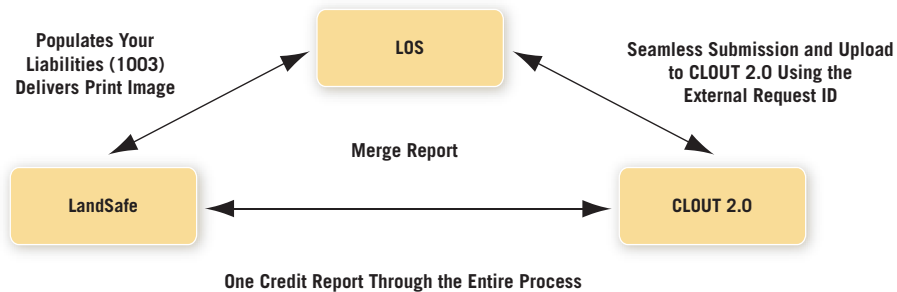 Populates Your
Liabilities (1003)
Delivers Print Image
LOS
Seamless Submission and Upload
to CLOUT 2.0 Using the
External Request ID
Merge Report
LandSafe
CLOUT 2.0
One Credit Report Through the Entire Process